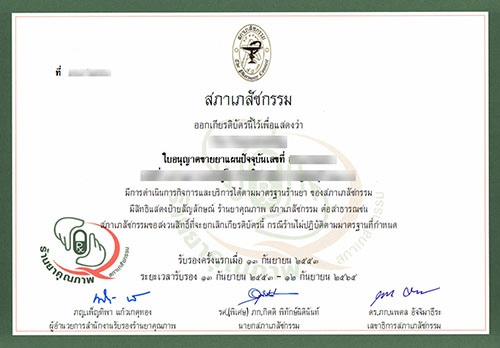 สภาเภสัชกรรม
The Pharmacy Council
ที่
สภาเภสัชกรรม
ออกเกียรติบัตรนี้ไว้เพื่อแสดงว่า
ใบอนุญาตขายยาแผนปัจจุบันเลขที่
มีการดำเนินการกิจการและบริการได้ตามมาตรฐานร้านยา ของสภาเภสัชกรรม
มีสิทธิแสดงป้ายสัญลักษณ์ ร้านยาคุณภาพ สภาเภสัชกรรม ต่อสาธารณชน
สภาเภสัชกรรมขอสงวนสิทธิ์ที่จะยกเลิกเกียรติบัตรนี้ กรณีร้านไม่ปฏิบัติตามมาตรฐานที่กำหนด
ร้านยาคุณภาพ
สภาเภสัชกรรม
รับรองครั้งแรกเมื่อ ๑๓ กันยายน ๒๕๕๓
ระยะเวลารับรอง ๑๓ กันยายน ๒๕๕๓ - ๑๒ กันยายน ๒๕๕๕
ภญ.เพ็ญทิพา แก้วเกตุทอง
รศ.(พิเศษ) ภก.กิตติ พิทักษ์นิตินันท์
ดร.ภก.นพดล อัจจิมาธีระ
ผู้อำนวยการสำนักงานรับรองร้านยาคุณภาพ
นายกสภาเภสัชกรรม
เลขาธิการสภาเภสัชกรรม